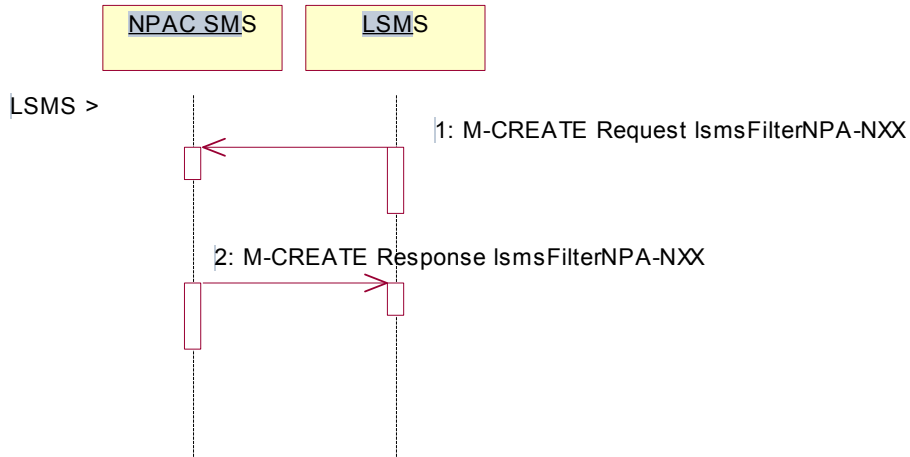 NPAC SMS
LSMS
LSMS >
1: M-CREATE Request lsmsFilterNPA-NXX
2: M-CREATE Response lsmsFilterNPA-NXX